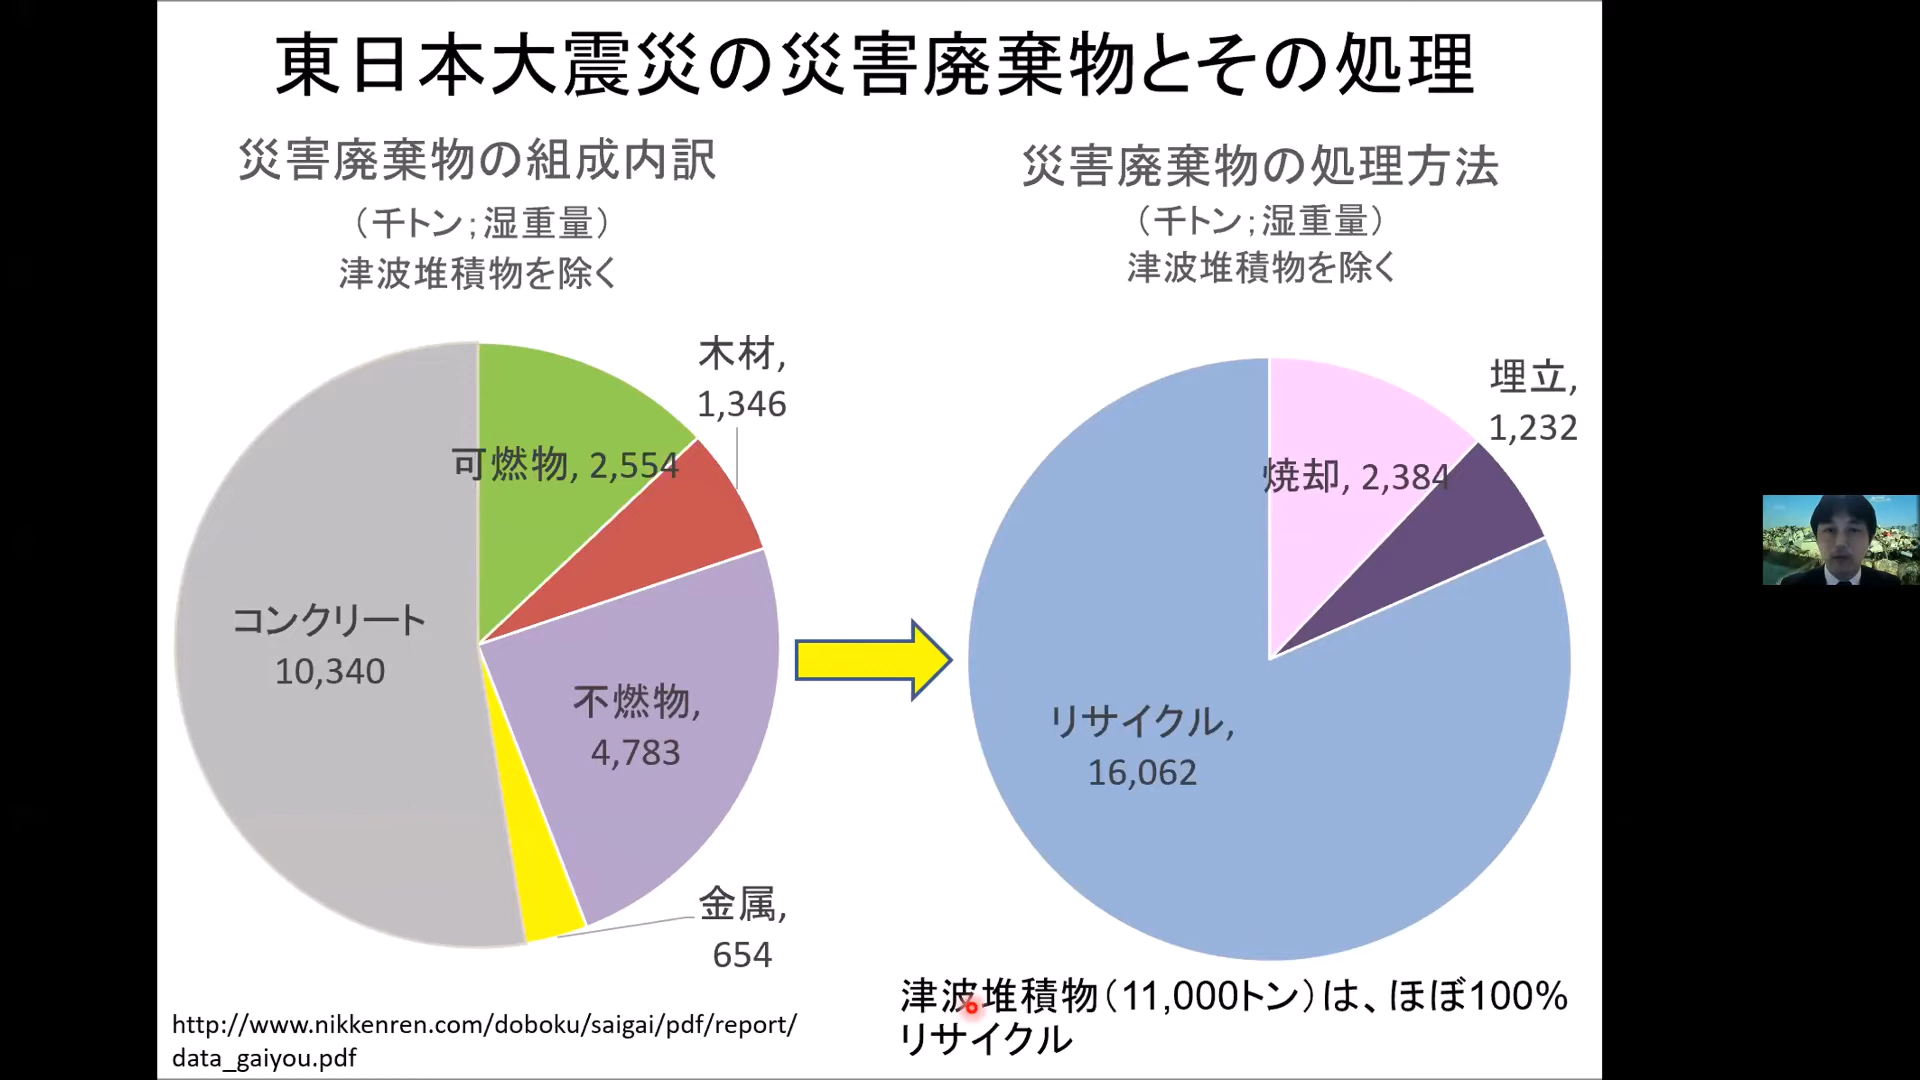 東日本大震災の災害廃棄物とその処理
災害廃棄物の組成内訳
（千トン；湿重量）
津波堆積物を除く
木材,
1,346
可燃物, 2,554
コンクリート
10,340
不燃物,
4,783
金属,
654
http://www.nikkenren.com/doboku/saigai/pdf/report/
data_gaiyou.pdf
災害廃棄物の処理方法
（千トン；湿重量）
津波堆積物を除く
埋立,
1,232
焼却, 2,384
リサイクル,
16,062
津波堆積物（11,000トン）は、ほぼ100%
リサイクル